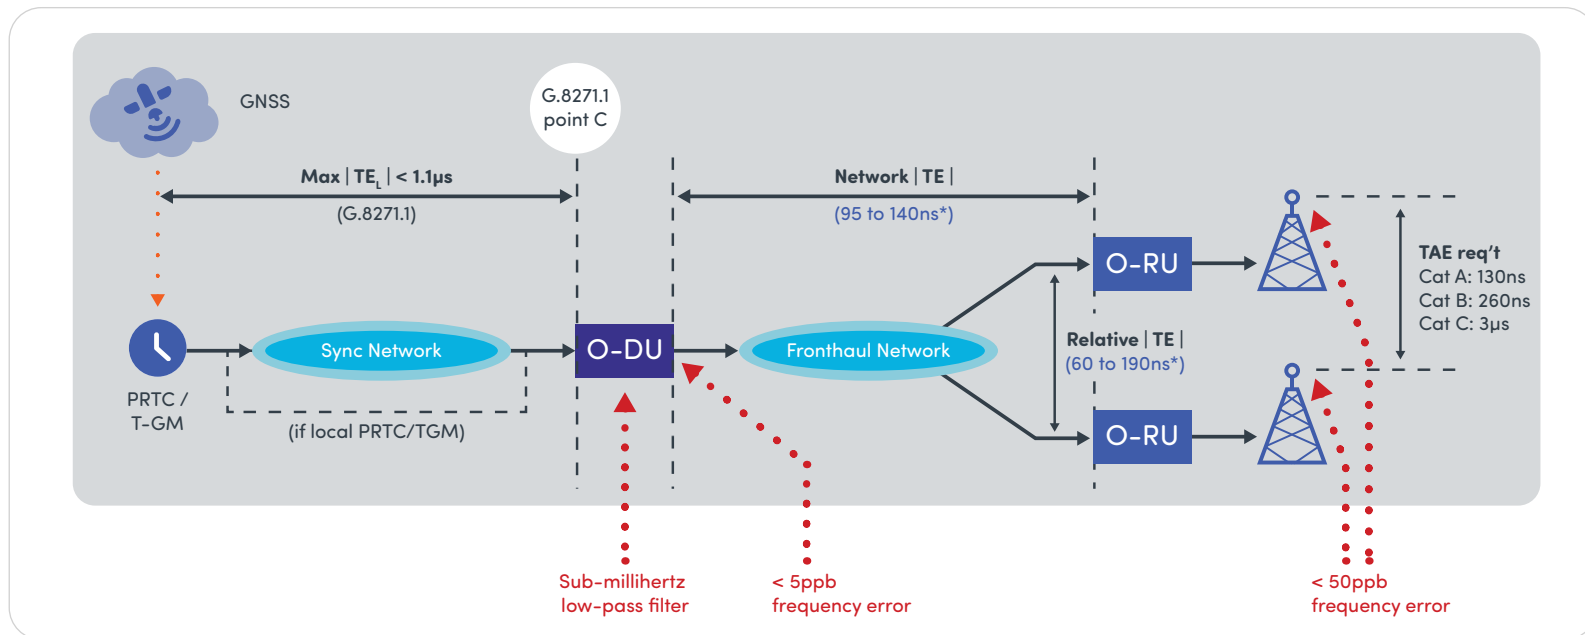 GNSS
G.8271.1
point C
Max | TEL | < 1.1µs
(G.8271.1)
Network | TE |
(95 to 140ns*)
O-RU
TAE req't
Cat A: 130ns
Cat B: 260ns
Cat C: 3µs
Sync Network
O-DU
Fronthaul Network
Relative | TE |
(60 to 190ns*)
PRTC /
T-GM
(if local PRTC/TGM)
O-RU
Sub-millihertz
low-pass filter
< 5ppb
frequency error
< 50ppb
frequency error